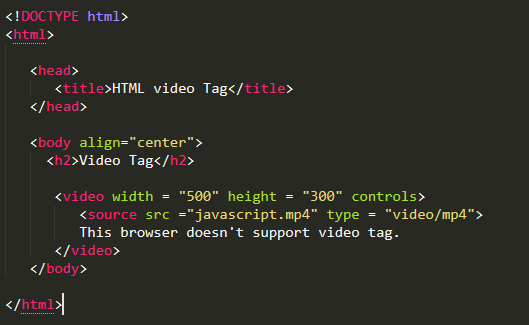 <!DOCTYPE html>
<html>
<head>
<title>HTML video Tag</title>
</head>
<body align="center">
<h2>Video Tag</h2>
<video width = "500" height = "300" controls>
<source src ="javascript.mp4" type = "video/mp4">
This browser doesn't support video tag.
</video>
</body>
</html>